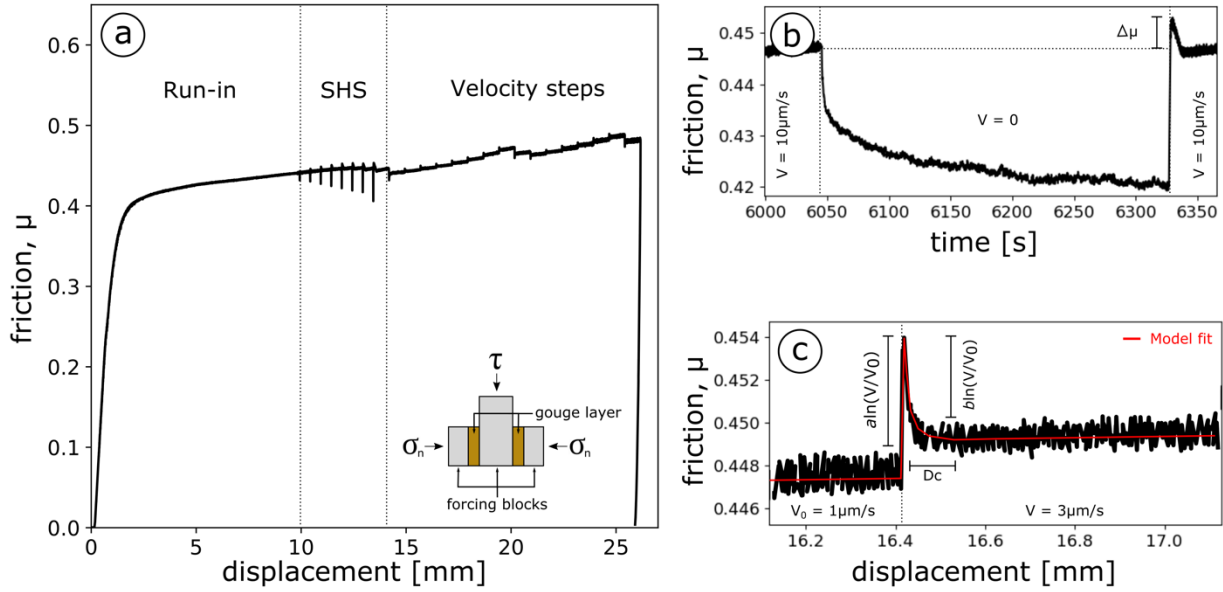 a
Run-in
SHS
Velocity steps
friction, μ
0.6
0.5
0.4
0.3
0.2
0.1
0.0
0
5
10
15
20
25
displacement [mm]
τ
gouge layer
σn
σn
forcing blocks
b
Δμ
V = 10μm/s
V = 0
V = 10μm/s
friction, μ
0.45
0.44
0.43
0.42
6000
6050
6100
6150
6200
6250
6300
6350
time [s]
c
Model fit
aln(V/V0)
bln(V/V0)
Dc
V0 = 1μm/s
V = 3μm/s
friction, μ
0.454
0.452
0.450
0.448
0.446
16.2
16.4
16.6
16.8
17.0
displacement [mm]